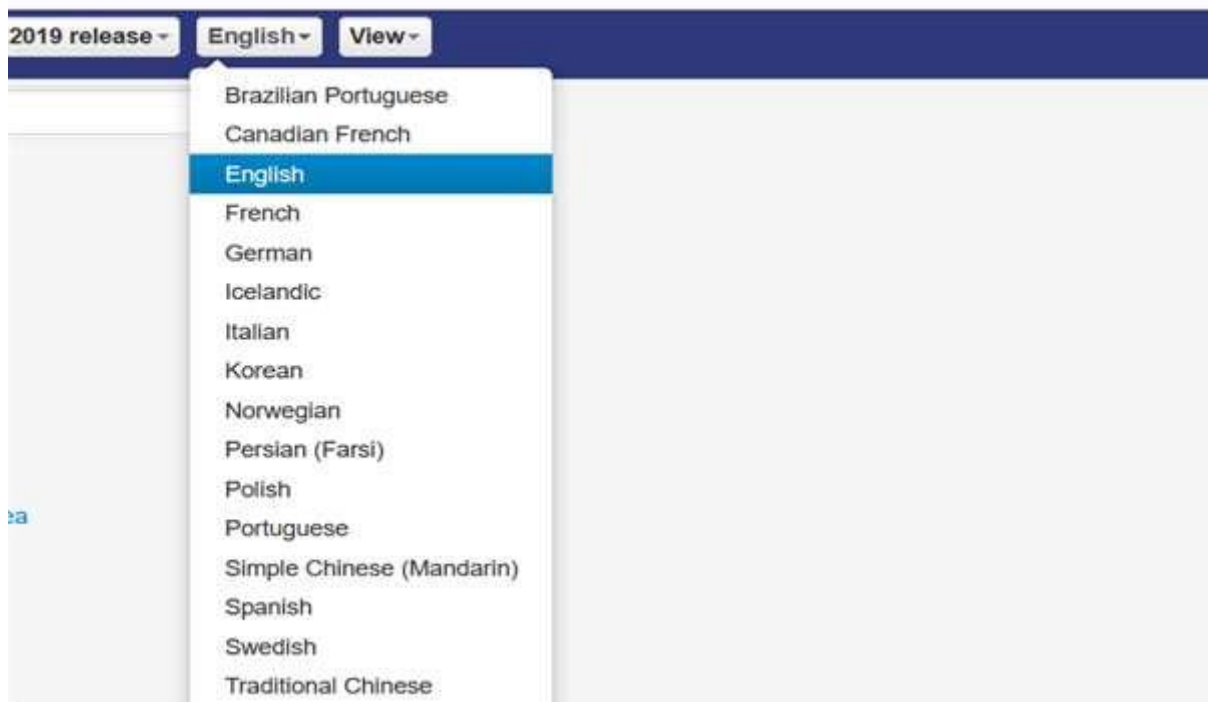 2019 release English View
Brazilian Portuguese
Canadian French
English
French
German
Icelandic
Italian
Korean
Norwegian
Persian (Farsi)
Polish
ea
Portuguese
Simple Chinese (Mandarin)
Spanish
Swedish
Traditional Chinese